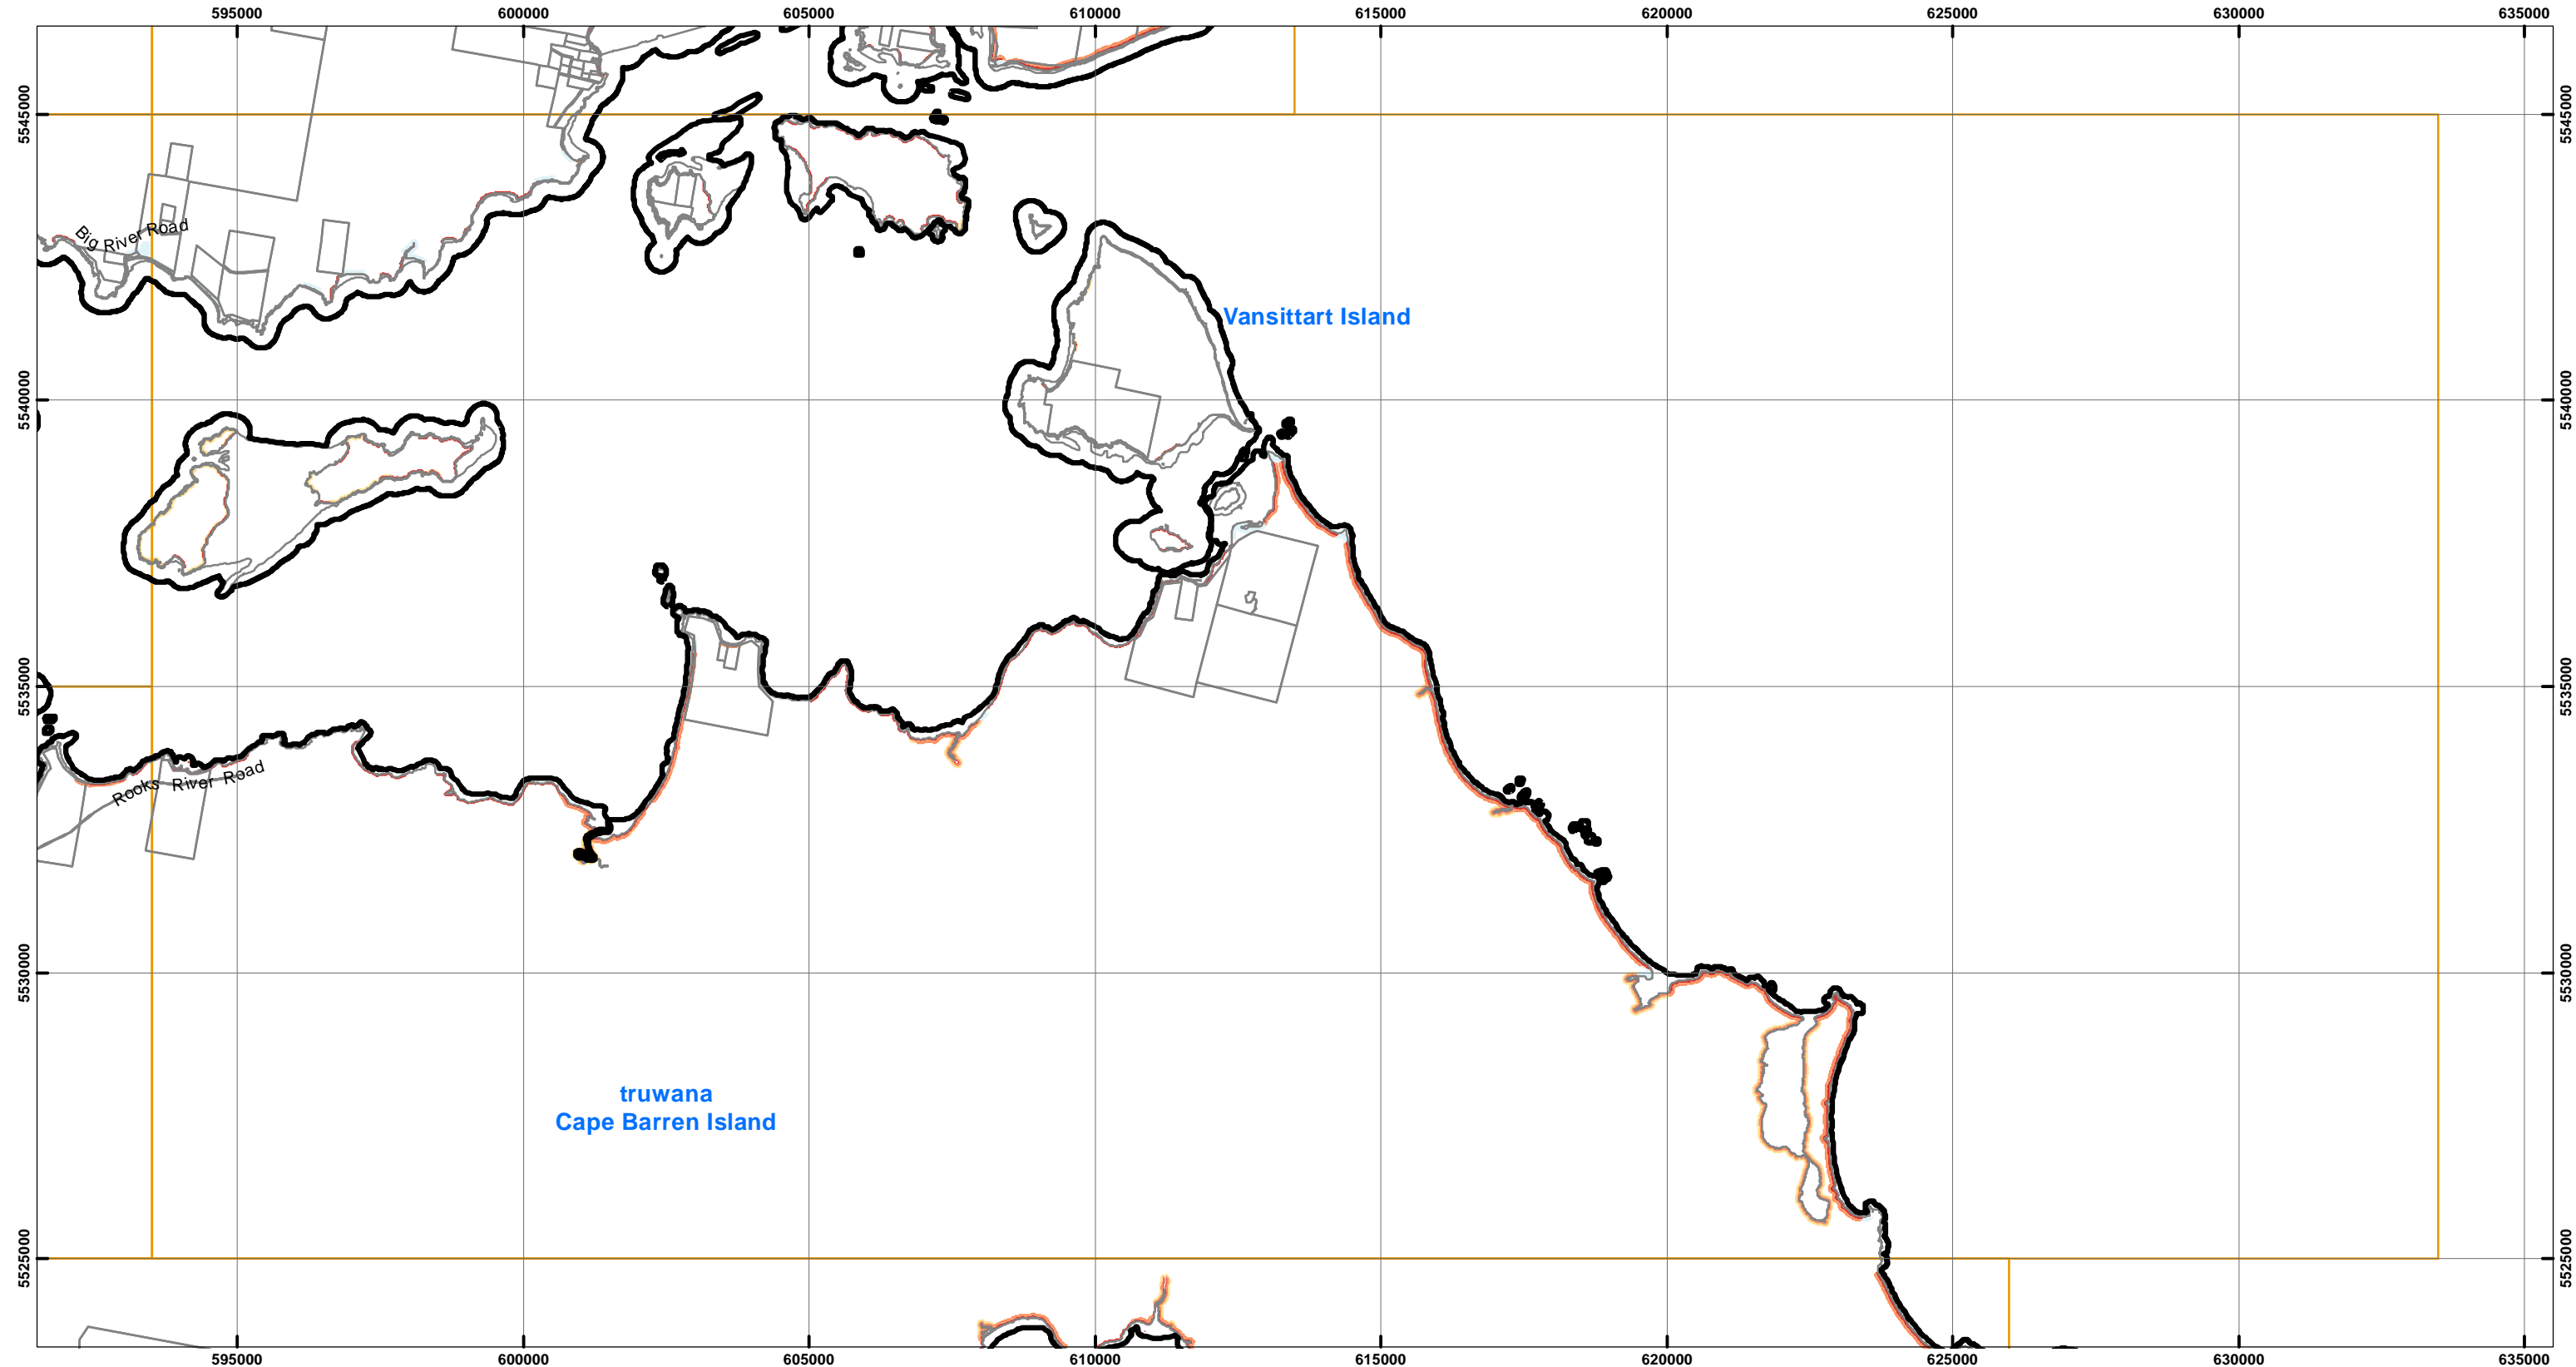 595000 600000 605000 610000 615000 620000 625000 630000 635000
5545000 5545000
Big River Road
Vansittart Island
5540000 5540000
5535000 5535000
Rooks River Road
5530000 5530000
truwana
Cape Barren Island
5525000 5525000
595000 600000 605000 610000 615000 620000 625000 630000 635000